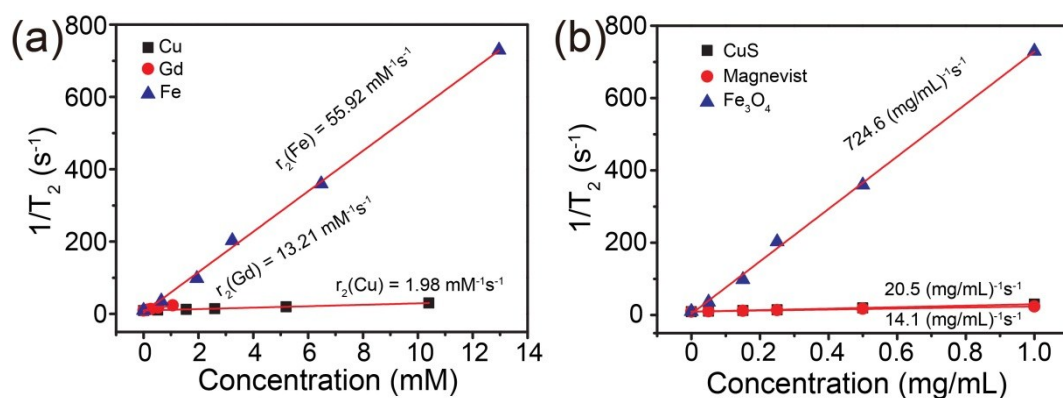 (a)
Cu
Gd
Fe
r₂(Fe) = 55.92 mM⁻¹s⁻¹
r₂(Gd) = 13.21 mM⁻¹s⁻¹
r₂(Cu) = 1.98 mM⁻¹s⁻¹
1/T₂ (s⁻¹)
800
600
400
200
0
0 2 4 6 8 10 12 14
Concentration (mM)
(b)
CuS
Magnevist
Fe₃O₄
724.6 (mg/mL)⁻¹s⁻¹
20.5 (mg/mL)⁻¹s⁻¹
14.1 (mg/mL)⁻¹s⁻¹
1/T₂ (s⁻¹)
800
600
400
200
0
0.0 0.2 0.4 0.6 0.8 1.0
Concentration (mg/mL)